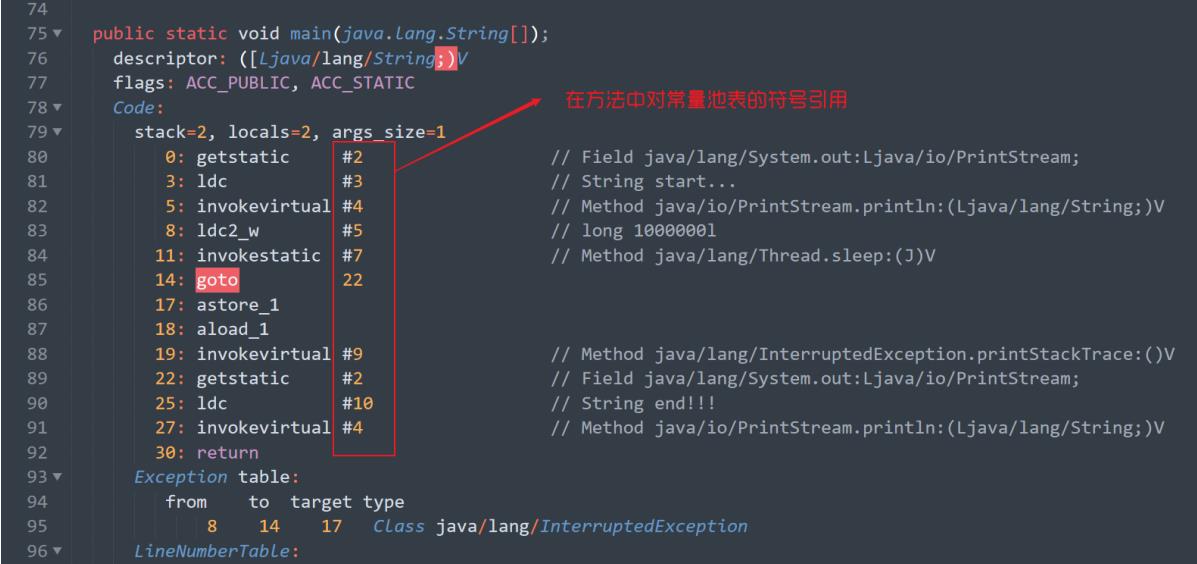 74
75 public static void main(java.lang.String[]);
76 descriptor: ([Ljava/lang/String;)V
77 flags: ACC_PUBLIC, ACC_STATIC
78 Code:
在方法中对常量池表的符号引用
79 stack=2, locals=2, args_size=1
80 0: getstatic #2 // Field java/lang/System.out:Ljava/io/PrintStream;
81 3: ldc #3 // String start...
82 5: invokevirtual #4 // Method java/io/PrintStream.println:(Ljava/lang/String;)V
83 8: ldc2_w #5 // long 1000000l
84 11: invokestatic #7 // Method java/lang/Thread.sleep:(J)V
85 14: goto 22
86 17: astore_1
87 18: aload_1
88 19: invokevirtual #9 // Method java/lang/InterruptedException.printStackTrace:()V
89 22: getstatic #2 // Field java/lang/System.out:Ljava/io/PrintStream;
90 25: ldc #10 // String end!!!
91 27: invokevirtual #4 // Method java/io/PrintStream.println:(Ljava/lang/String;)V
92 30: return
93 Exception table:
94 from to target type
95 8 14 17 Class java/lang/InterruptedException
96 LineNumberTable: